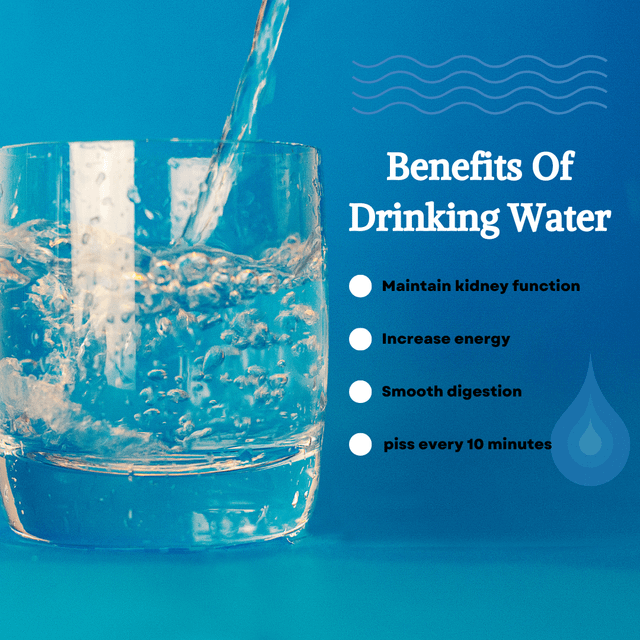 Benefits Of
Drinking Water
Maintain kidney function
Increase energy
Smooth digestion
piss every 10 minutes